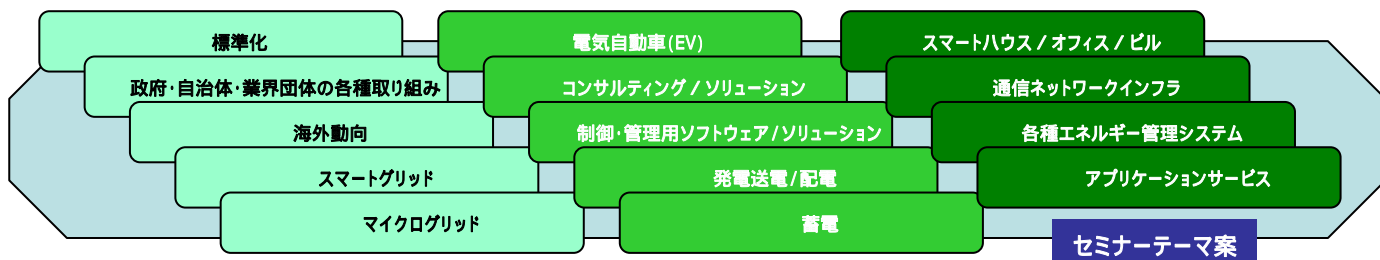 標準化
政府・自治体・業界団体の各種取り組み
海外動向
スマートグリッド
マイクログリッド
電気自動車(EV)
コンサルティング/ソリューション
制御・管理用ソフトウェア/ソリューション
発電送電/配電
蓄電
スマートハウス/オフィス/ビル
通信ネットワークインフラ
各種エネルギー管理システム
アプリケーションサービス
セミナーテーマ案